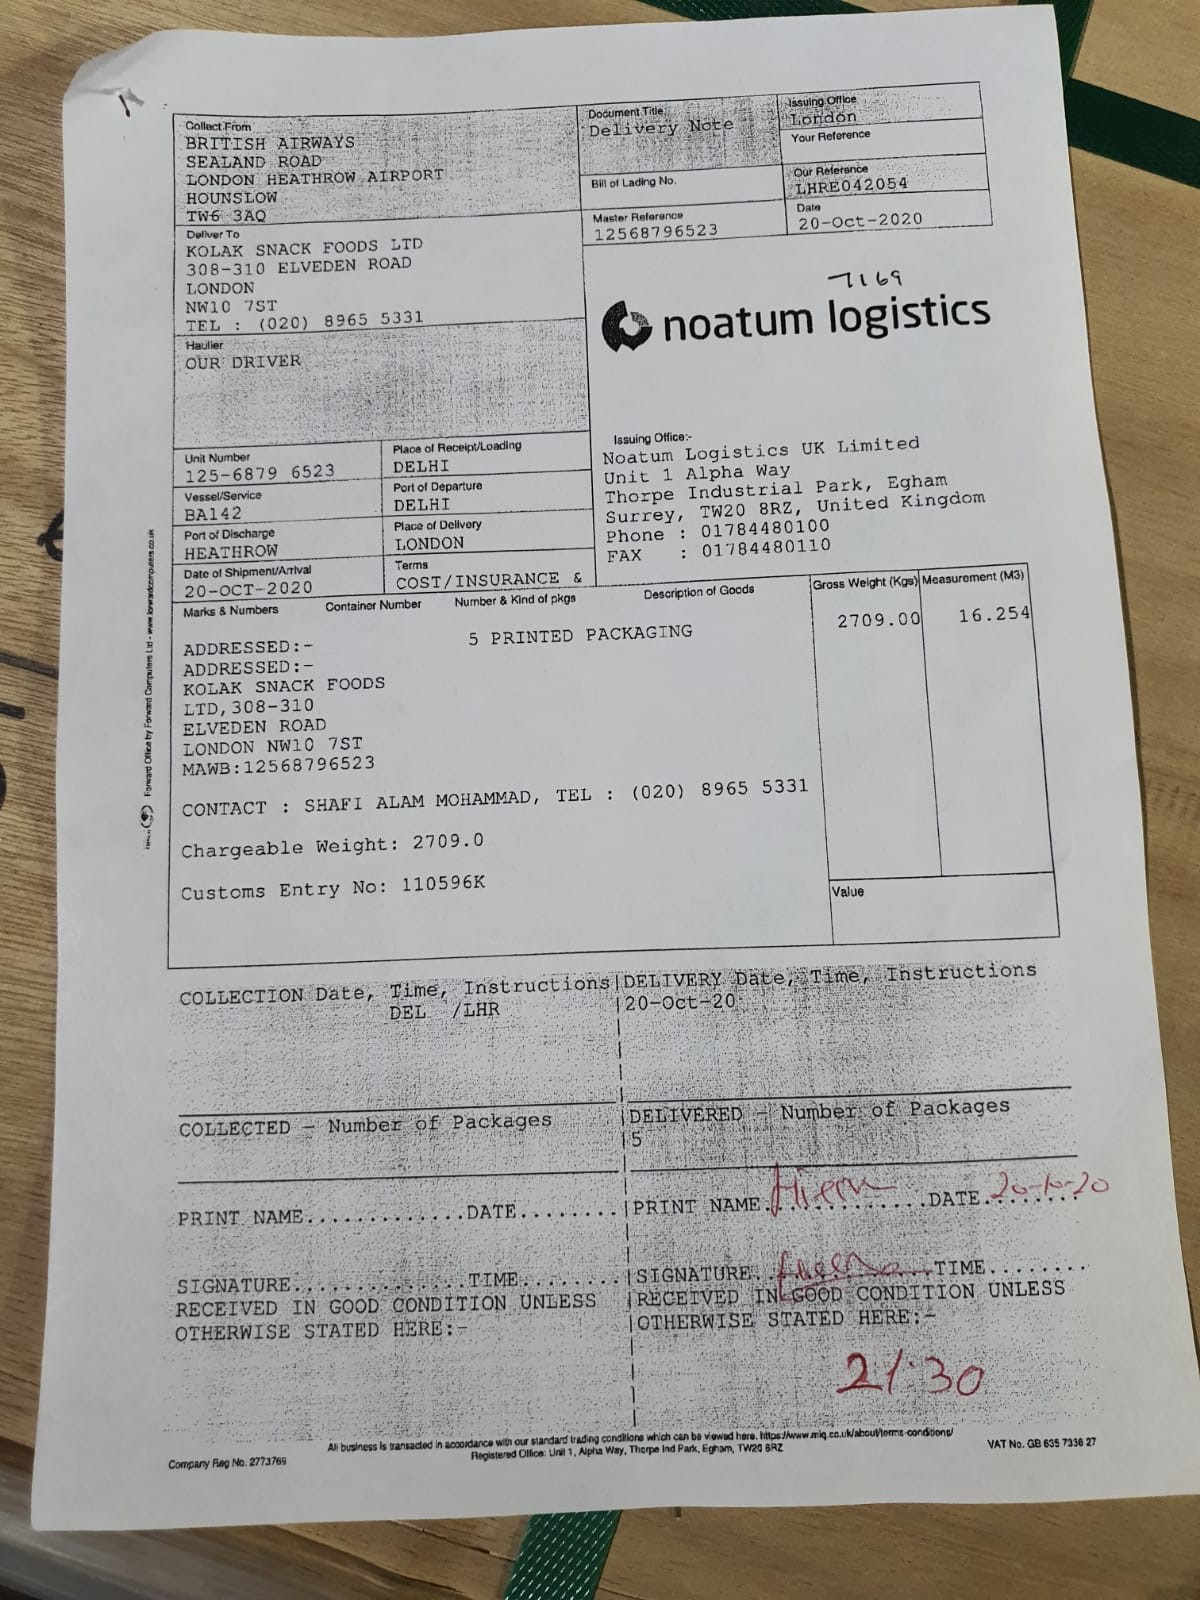 Collect From
BRITISH AIRWAYS
SEALAND ROAD
LONDON HEATHROW AIRPORT
HOUNSLOW
TW6 3AQ
Document Title
Delivery Note
Issuing Office
London
Your Reference
Bill of Lading No.
Our Reference
LHRE042054
Master Reference
12568796523
Date
20-Oct-2020
Deliver To
KOLAK SNACK FOODS LTD
308-310 ELVEDEN ROAD
LONDON
NW10 7ST
TEL : (020) 8965 5331
7169
noatum logistics
Haulier
OUR DRIVER
Issuing Office:-
Noatum Logistics UK Limited
Unit 1 Alpha Way
Thorpe Industrial Park, Egham
Surrey, TW20 8RZ, United Kingdom
Phone : 01784480100
FAX : 01784480110
Unit Number
125-6879 6523
Place of Receipt/Loading
DELHI
Vessel/Service
BA142
Port of Departure
DELHI
Port of Discharge
HEATHROW
Place of Delivery
LONDON
Date of Shipment/Arrival
20-OCT-2020
Terms
COST/INSURANCE &
Marks & Numbers Container Number Number & Kind of pkgs Description of Goods Gross Weight (Kgs) Measurement (M3)
5 PRINTED PACKAGING 2709.00 16.254
ADDRESSED:-
ADDRESSED:-
KOLAK SNACK FOODS
LTD,308-310
ELVEDEN ROAD
LONDON NW10 7ST
MAWB:12568796523
CONTACT : SHAFI ALAM MOHAMMAD, TEL : (020) 8965 5331
Chargeable Weight: 2709.0
Customs Entry No: 110596K
Value
Forward Office by Forward Computers Ltd - www.forwardcomputers.co.uk
COLLECTION Date, Time, Instructions
DEL /LHR
DELIVERY Date, Time, Instructions
20-Oct-20
COLLECTED - Number of Packages
DELIVERED - Number of Packages
5
PRINT NAME.............DATE........
PRINT NAME..............DATE........ 20-10-20
SIGNATURE..............TIME........
RECEIVED IN GOOD CONDITION UNLESS
OTHERWISE STATED HERE:-
SIGNATURE..............TIME........
RECEIVED IN GOOD CONDITION UNLESS
OTHERWISE STATED HERE:-
21:30
All business is transacted in accordance with our standard trading conditions which can be viewed here. https://www.miq.co.uk/about/terms-conditions/
Registered Office: Unit 1, Alpha Way, Thorpe Ind Park, Egham, TW20 8RZ
Company Reg No. 2773769
VAT No. GB 635 7336 27